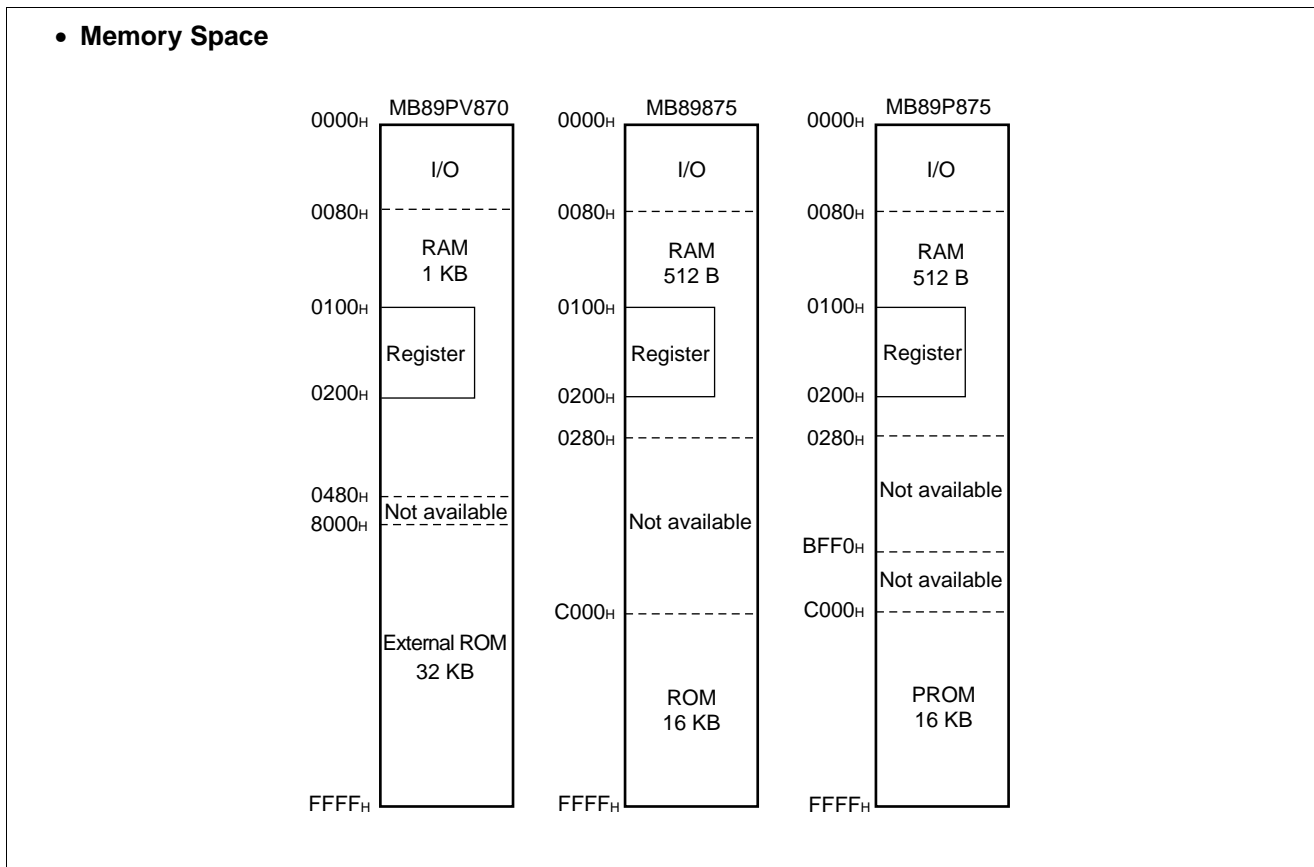 • Memory Space
MB89PV870
0000H
I/O
0080H
RAM
1 KB
0100H
Register
0200H
0480H
Not available
8000H
External ROM
32 KB
FFFFH
MB89875
0000H
I/O
0080H
RAM
512 B
0100H
Register
0200H
0280H
Not available
C000H
ROM
16 KB
FFFFH
MB89P875
0000H
I/O
0080H
RAM
512 B
0100H
Register
0200H
0280H
Not available
BFF0H
Not available
C000H
PROM
16 KB
FFFFH